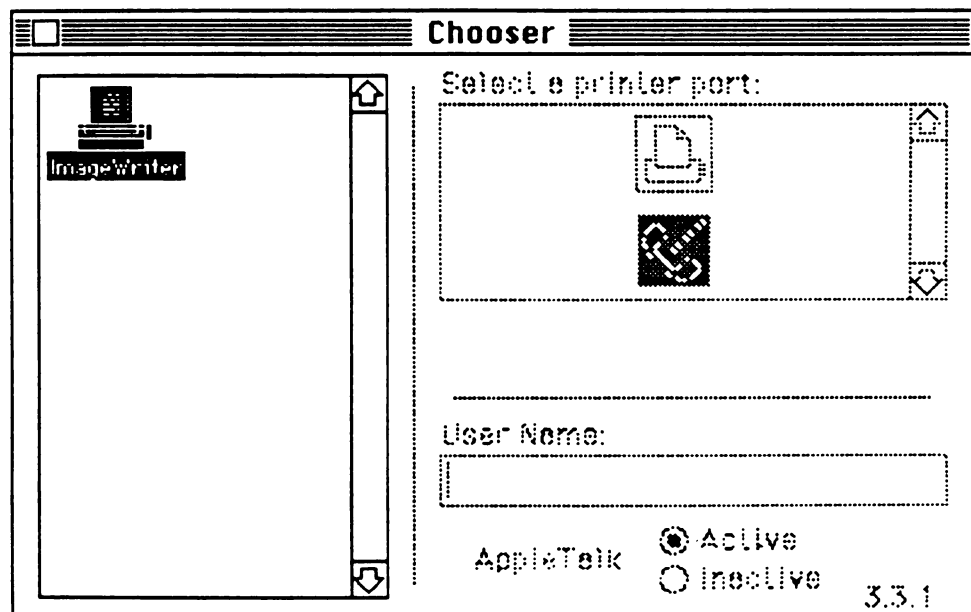 Chooser
ImageWriter
Select a printer port:
User Name:
AppleTalk
Active
Inactive
3.3.1